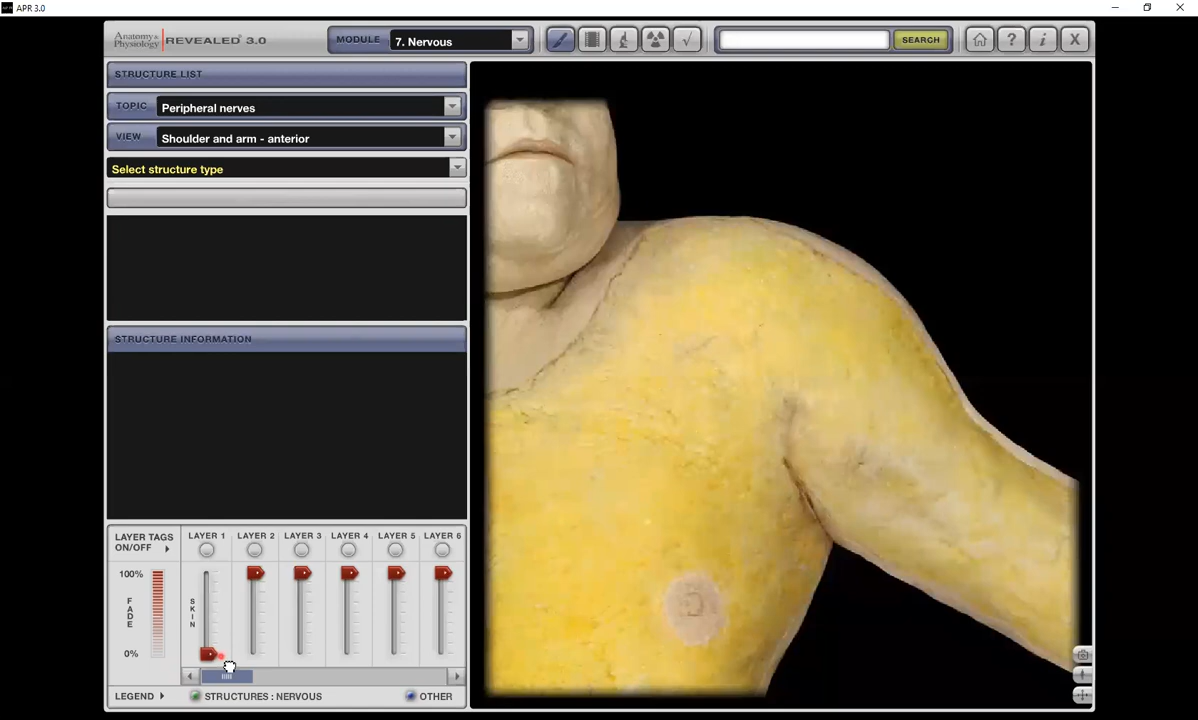 APR 3.0
Anatomy & Physiology REVEALED® 3.0
MODULE 7. Nervous
SEARCH
? i X
STRUCTURE LIST
TOPIC Peripheral nerves
VIEW Shoulder and arm - anterior
Select structure type
STRUCTURE INFORMATION
LAYER TAGS ON/OFF
LAYER 1 LAYER 2 LAYER 3 LAYER 4 LAYER 5 LAYER 6
100%
FADE
0%
SKIN
LEGEND STRUCTURES : NERVOUS OTHER